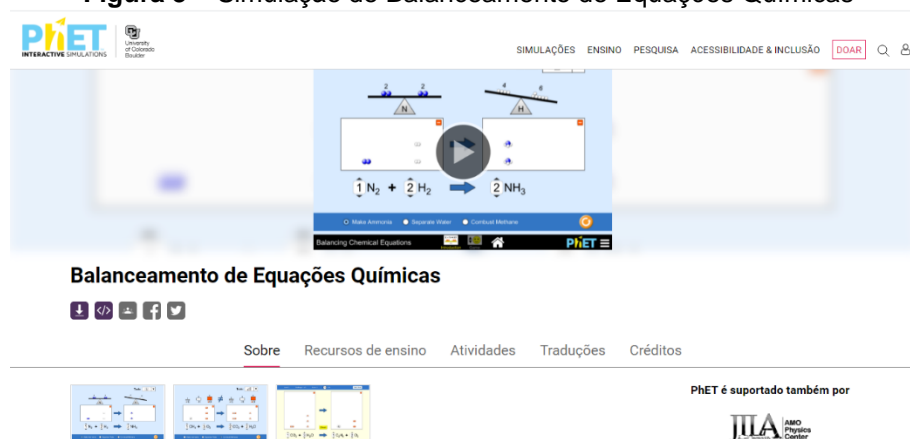 Simulação de Balanceamento de Equações Químicas
PhET
INTERACTIVE SIMULATIONS
University
of Colorado
Boulder
SIMULAÇÕES ENSINO PESQUISA ACESSIBILIDADE & INCLUSÃO DOAR
2 2 4 6
N H
1 N₂ + 2 H₂ 2 NH₃
Make Ammonia Separate Water Combust Methane
Balancing Chemical Equations PhET
Balanceamento de Equações Químicas
Sobre Recursos de ensino Atividades Traduções Créditos
PhET é suportado também por
JILA AMO
Physics
Center